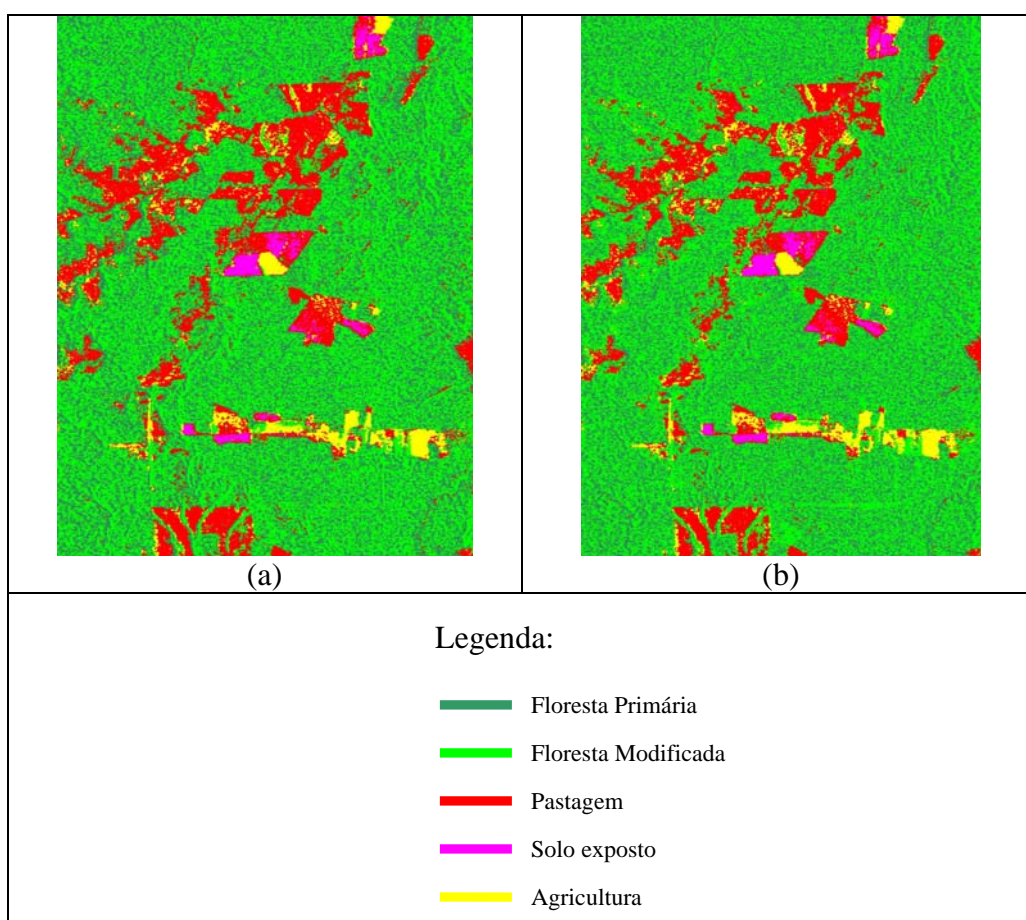 (a)
(b)
Legenda:
Floresta Primária
Floresta Modificada
Pastagem
Solo exposto
Agricultura